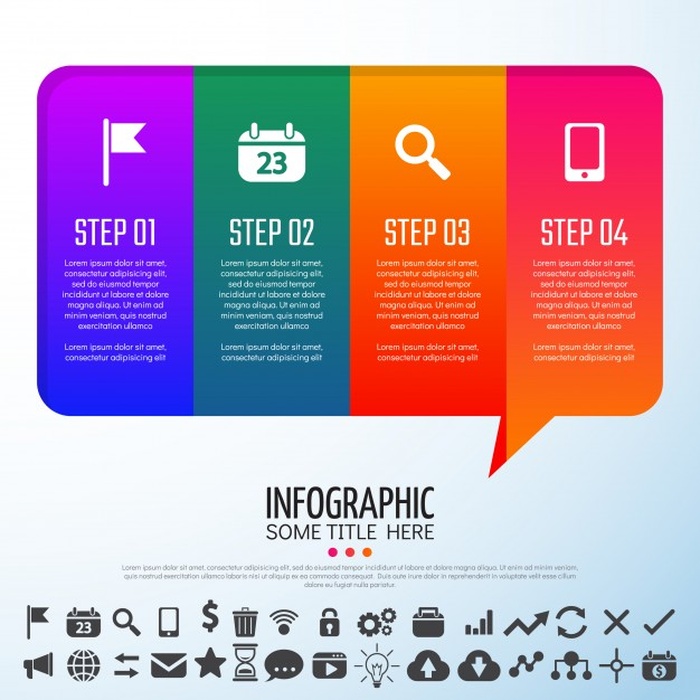 23
STEP 01
Lorem ipsum dolor sit amet,
consectetur adipisicing elit,
sed do eiusmod tempor
incididunt ut labore et dolore
magna aliqua. Ut enim ad
minim veniam, quis nostrud
exercitation ullamco
Lorem ipsum dolor sit amet,
consectetur adipisicing elit
STEP 02
Lorem ipsum dolor sit amet,
consectetur adipisicing elit,
sed do eiusmod tempor
incididunt ut labore et dolore
magna aliqua. Ut enim ad
minim veniam, quis nostrud
exercitation ullamco
Lorem ipsum dolor sit amet,
consectetur adipisicing elit
STEP 03
Lorem ipsum dolor sit amet,
consectetur adipisicing elit,
sed do eiusmod tempor
incididunt ut labore et dolore
magna aliqua. Ut enim ad
minim veniam, quis nostrud
exercitation ullamco
Lorem ipsum dolor sit amet,
consectetur adipisicing elit
STEP 04
Lorem ipsum dolor sit amet,
consectetur adipisicing elit,
sed do eiusmod tempor
incididunt ut labore et dolore
magna aliqua. Ut enim ad
minim veniam, quis nostrud
exercitation ullamco
Lorem ipsum dolor sit amet,
consectetur adipisicing elit
INFOGRAPHIC
SOME TITLE HERE
Lorem ipsum dolor sit amet, consectetur adipisicing elit, sed do eiusmod tempor incididunt ut labore et dolore
magna aliqua. Ut enim ad minim veniam, quis nostrud exercitation ullamco. Duis aute irure dolor in reprehenderit in voluptate velit esse cillum
dolore eu fugiat nulla pariatur.
23
$
$